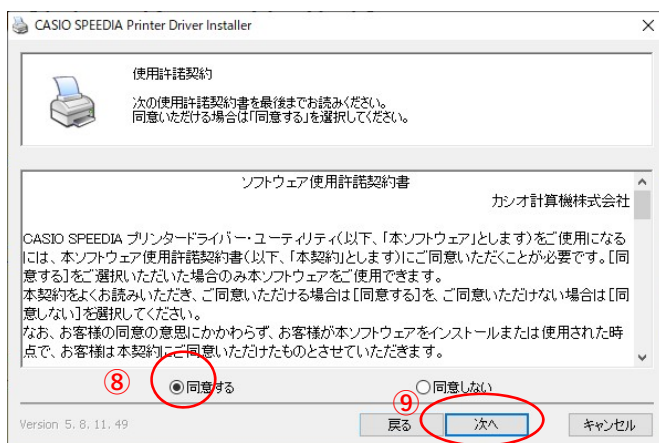 CASIO SPEEDIA Printer Driver Installer
使用許諾契約
次の使用許諾契約書を最後までお読みください。
同意いただける場合は「同意する」を選択してください。
ソフトウェア使用許諾契約書
カシオ計算機株式会社
CASIO SPEEDIA プリンタードライバー・ユーティリティ(以下、「本ソフトウェア」とします)をご使用になる
には、本ソフトウェア使用許諾契約書(以下、「本契約」とします)にご同意いただくことが必要です。[同
意する]をご選択いただいた場合のみ本ソフトウェアをご使用できます。
本契約をよくお読みいただき、ご同意いただける場合は[同意する]を、ご同意いただけない場合は[同
意しない]を選択してください。
なお、お客様の同意の意思にかかわらず、お客様が本ソフトウェアをインストールまたは使用された時
点で、お客様は本契約にご同意いただけたものとさせていただきます。
⑧ 同意する 同意しない
⑨
Version 5.8.11.49 戻る 次へ キャンセル